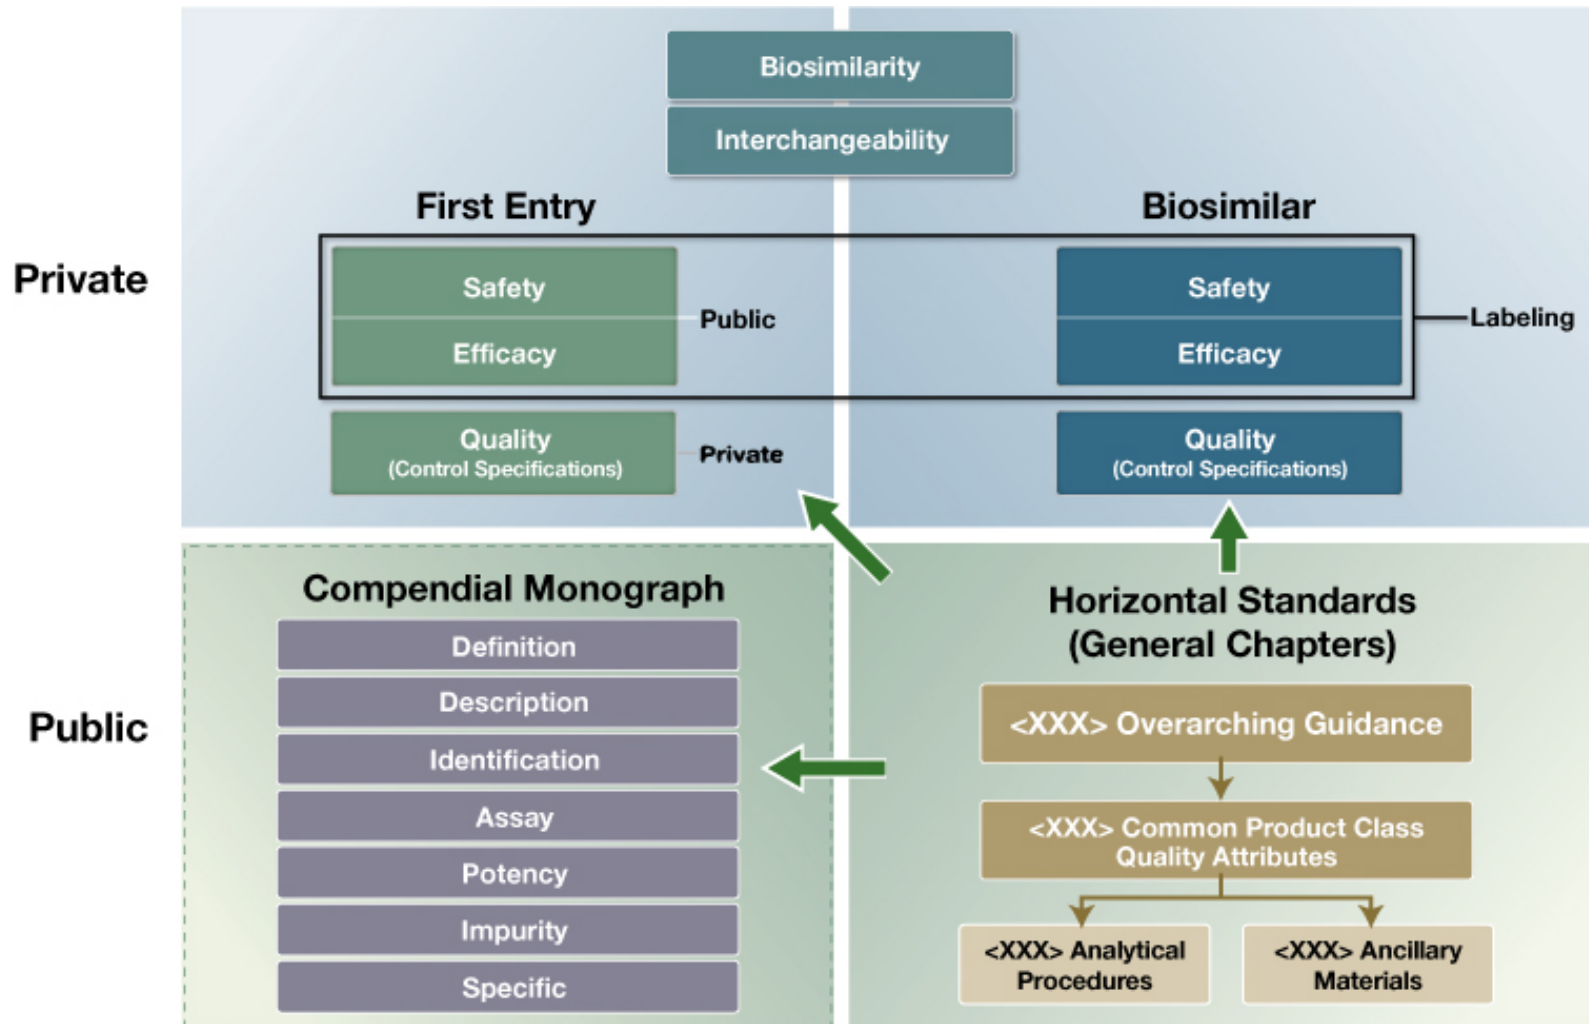 Biosimilarity
Interchangeability
First Entry
Biosimilar
Private
Safety
Efficacy
Public
Safety
Efficacy
Labeling
Quality
(Control Specifications)
Private
Quality
(Control Specifications)
Public
Compendial Monograph
Definition
Description
Identification
Assay
Potency
Impurity
Specific
Horizontal Standards
(General Chapters)
<XXX> Overarching Guidance
<XXX> Common Product Class
Quality Attributes
<XXX> Analytical
Procedures
<XXX> Ancillary
Materials